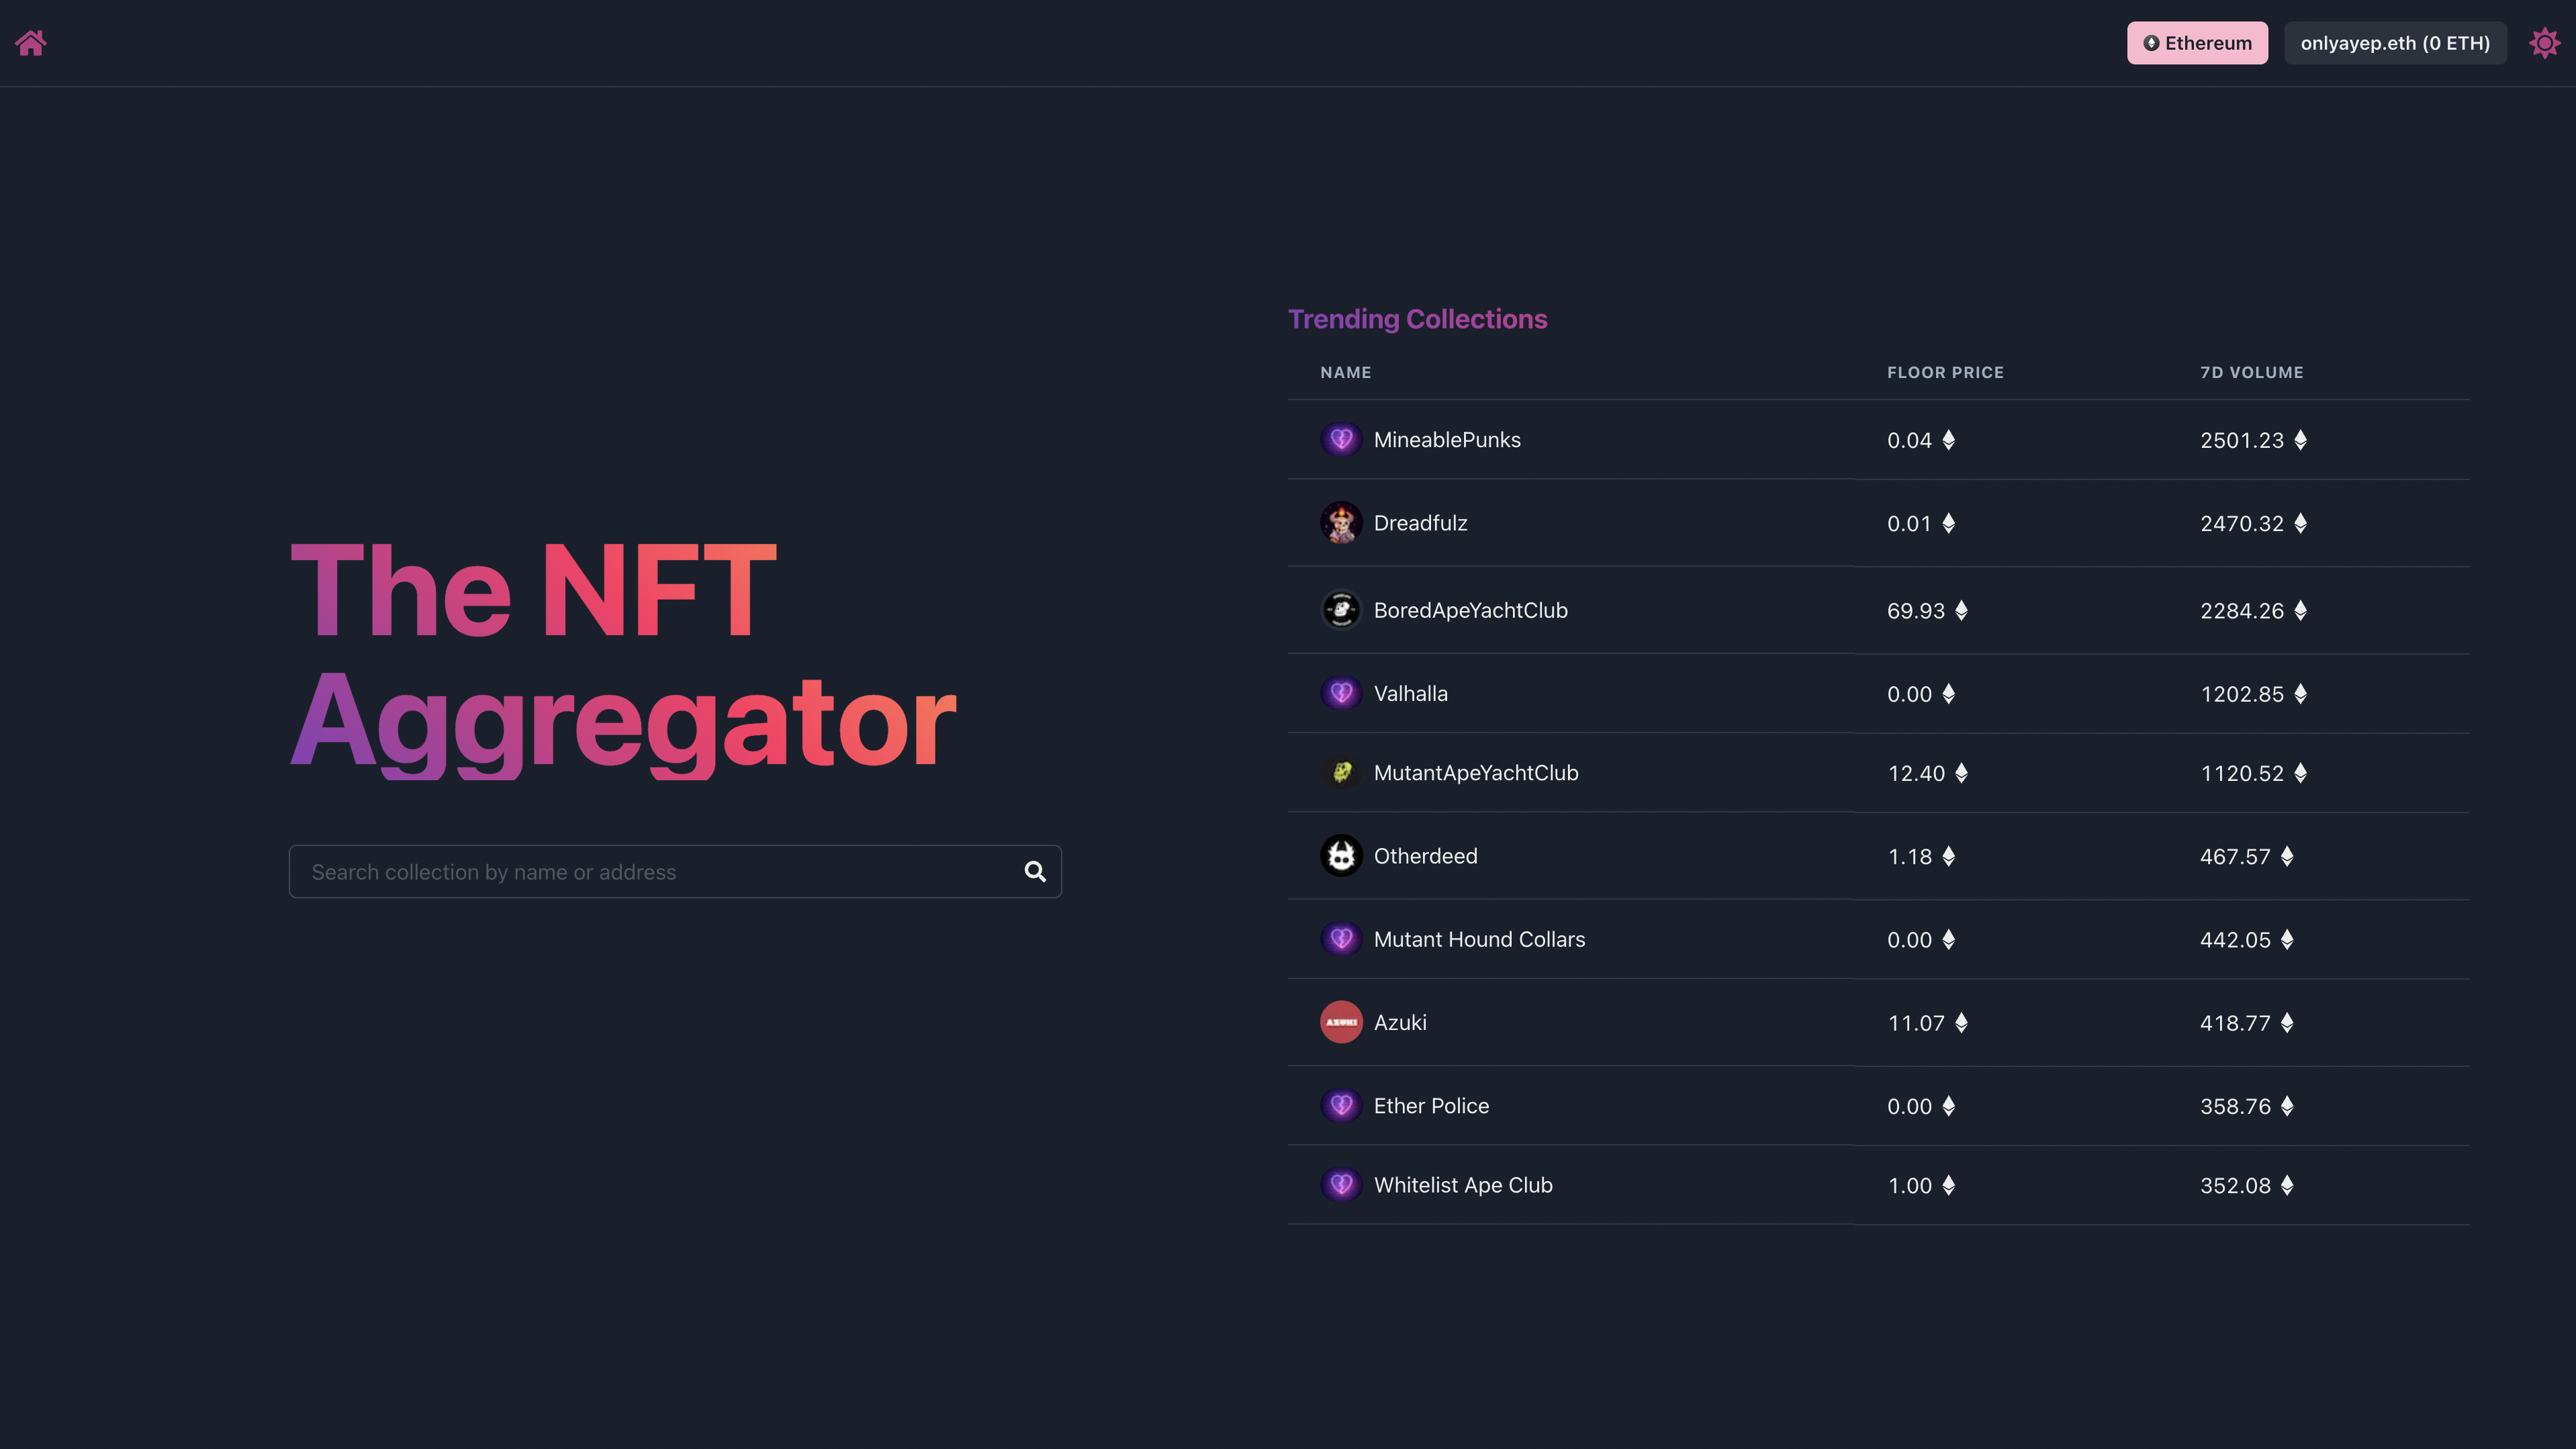 Ethereum
onlyayep.eth (0 ETH)
The NFT
Aggregator
Search collection by name or address
Trending Collections
NAME FLOOR PRICE 7D VOLUME
MineablePunks 0.04 2501.23
Dreadfulz 0.01 2470.32
BoredApeYachtClub 69.93 2284.26
Valhalla 0.00 1202.85
MutantApeYachtClub 12.40 1120.52
Otherdeed 1.18 467.57
Mutant Hound Collars 0.00 442.05
AZUKI Azuki 11.07 418.77
Ether Police 0.00 358.76
Whitelist Ape Club 1.00 352.08